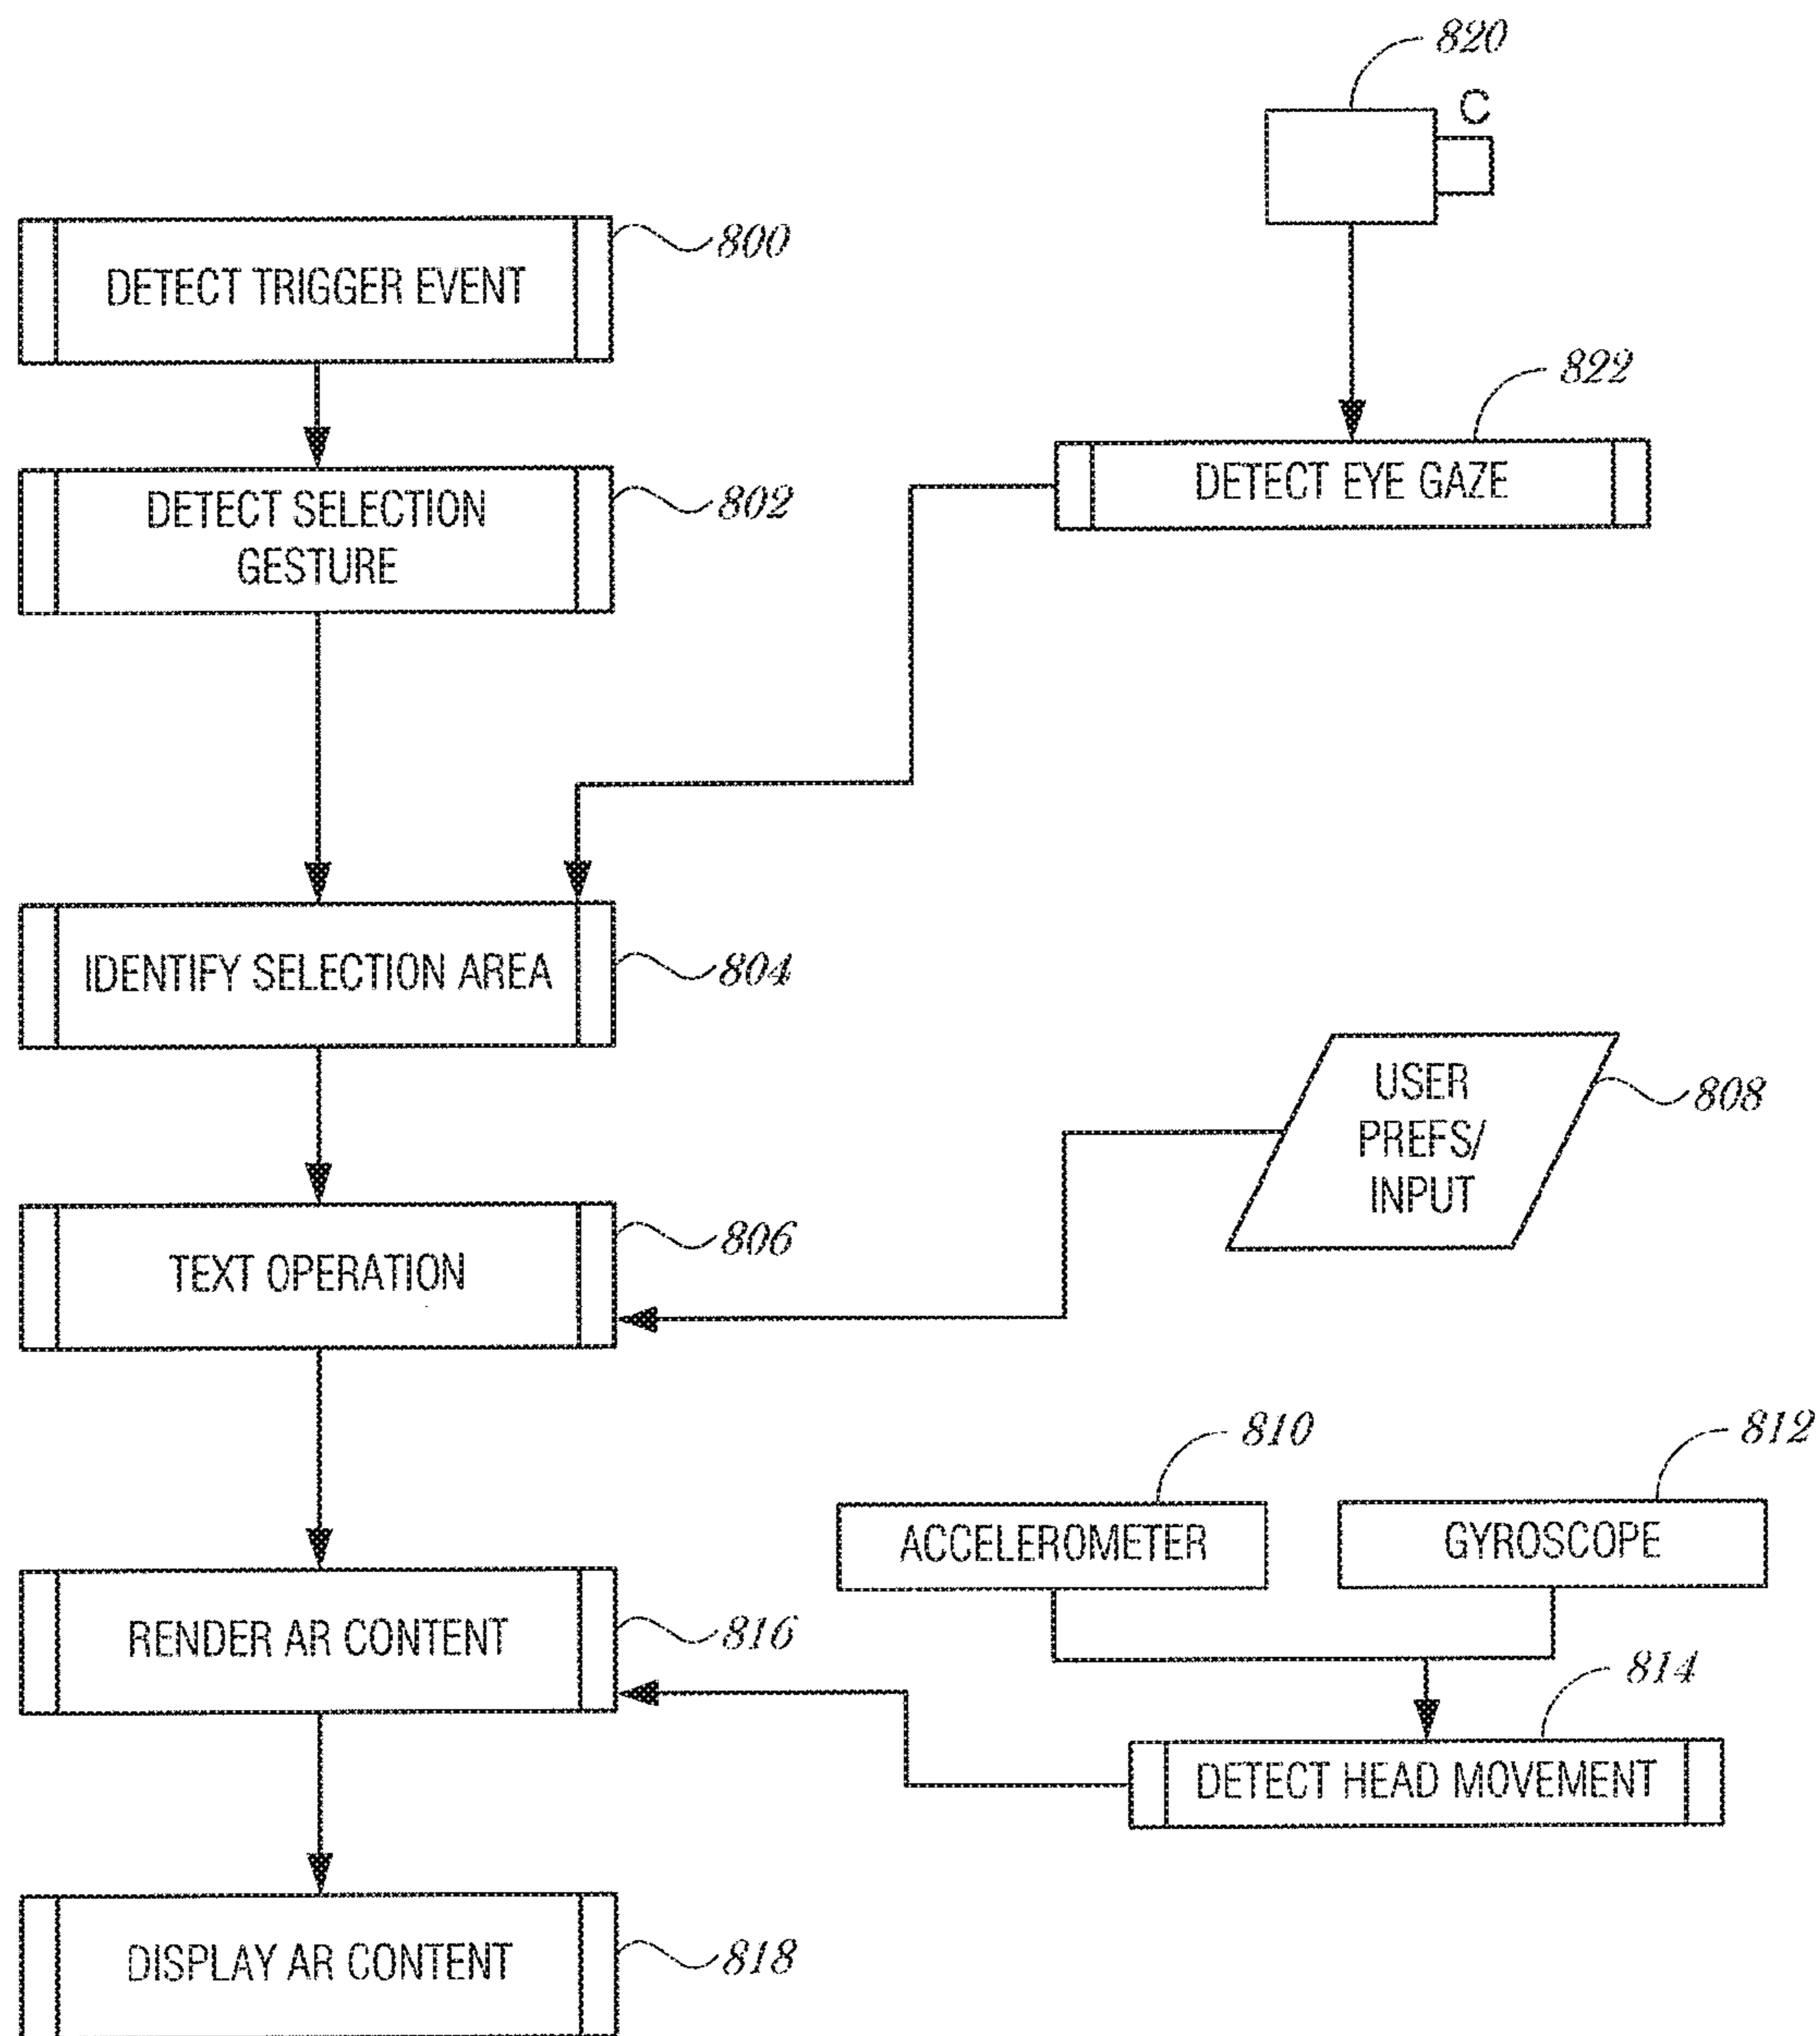 820
C
800
DETECT TRIGGER EVENT
822
DETECT EYE GAZE
802
DETECT SELECTION
GESTURE
804
IDENTIFY SELECTION AREA
808
USER
PREFS/
INPUT
806
TEXT OPERATION
810
812
ACCELEROMETER
GYROSCOPE
816
RENDER AR CONTENT
814
DETECT HEAD MOVEMENT
818
DISPLAY AR CONTENT